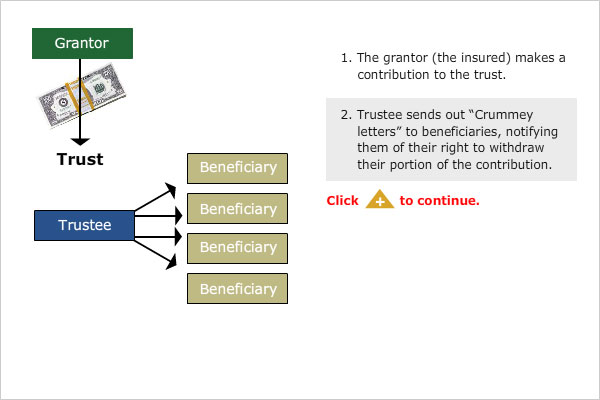 Grantor
Trust
Trustee
Beneficiary
Beneficiary
Beneficiary
Beneficiary
1. The grantor (the insured) makes a
contribution to the trust.
2. Trustee sends out “Crummey
letters” to beneficiaries, notifying
them of their right to withdraw
their portion of the contribution.
Click + to continue.